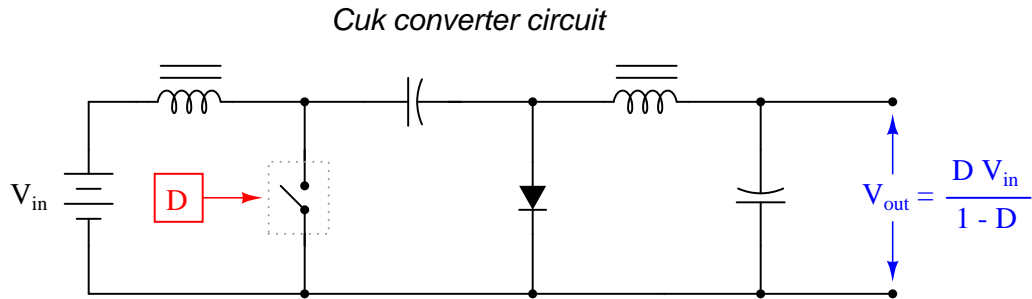 Cuk converter circuit
V_in
D
V_out = D V_in / 1 - D